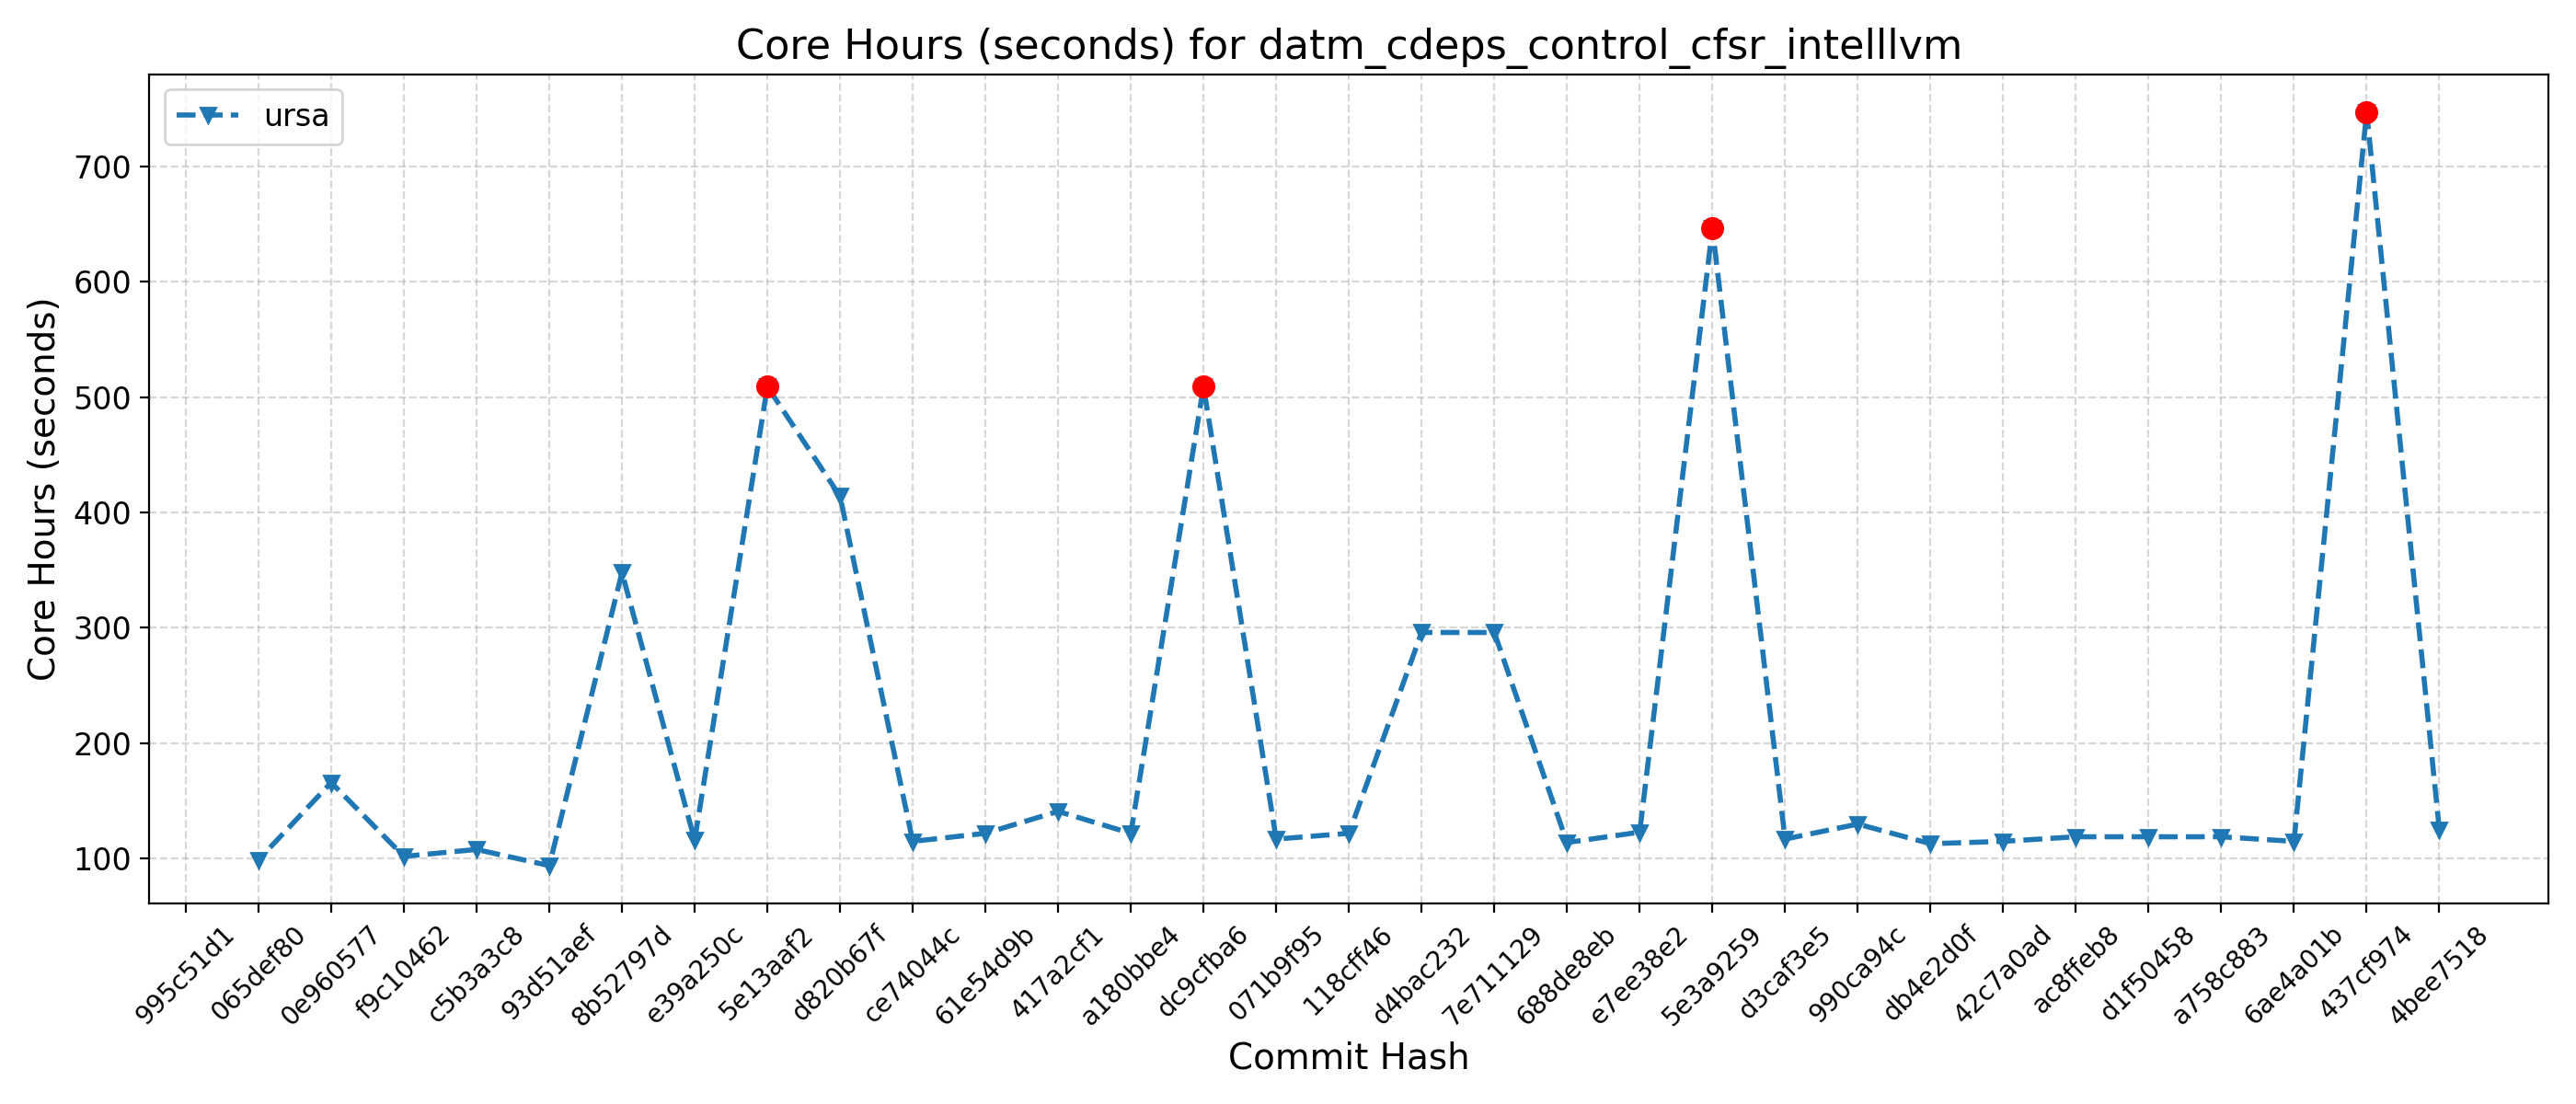 Core Hours (seconds) for datm_cdeps_control_cfsr_intelllvm
ursa
Core Hours (seconds)
700
600
500
400
300
200
100
995c51d1
065def80
0e960577
f9c10462
c5b3a3c8
93d51aef
8b52797d
e39a250c
5e13aaf2
d820b67f
ce74044c
61e54d9b
417a2cf1
a180bbe4
dc9cfba6
071b9f95
118cff46
d4bac232
7e711129
688de8eb
e7ee38e2
5e3a9259
d3caf3e5
990ca94c
db4e2d0f
42c7a0ad
ac8ffeb8
d1f50458
a758c883
6ae4a01b
437cf974
4bee7518
Commit Hash